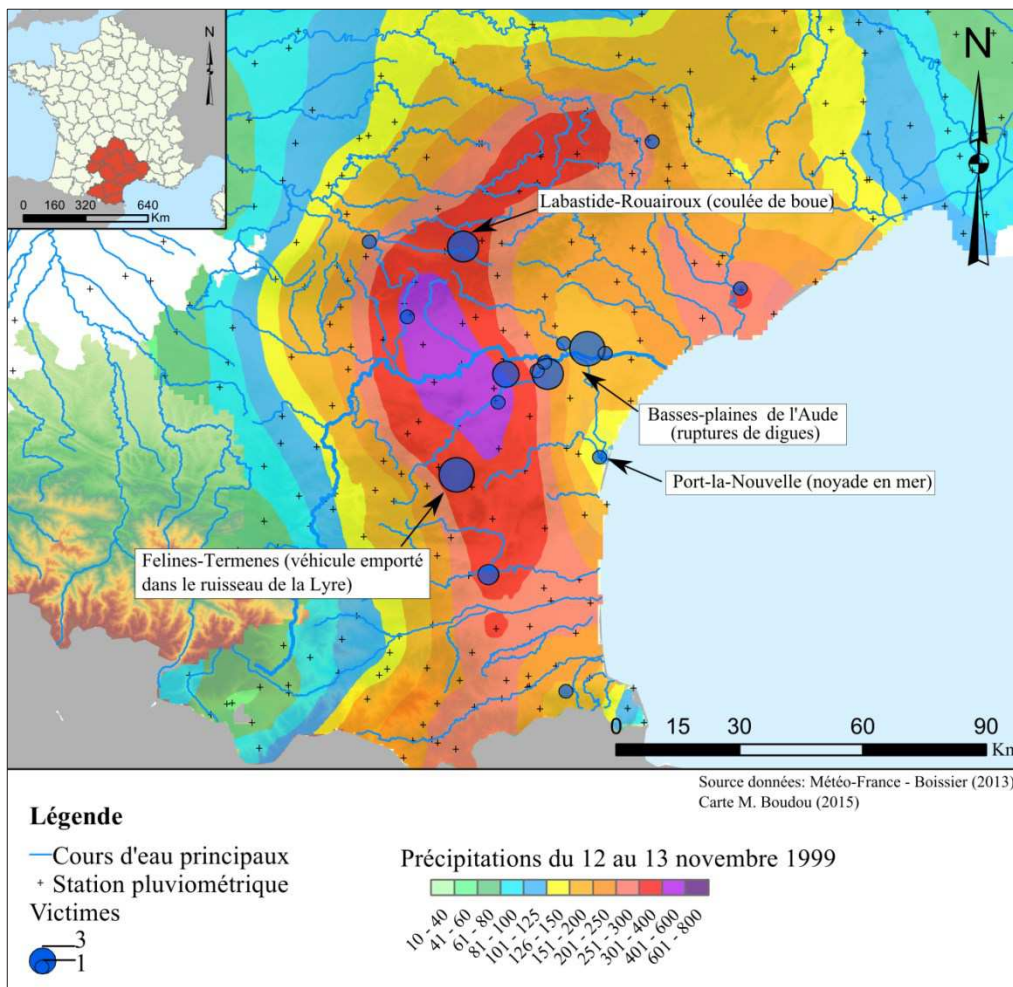 N
N
0 160 320 640
Km
Labastide-Rouairoux (coulée de boue)
Basses-plaines de l'Aude
(ruptures de digues)
Port-la-Nouvelle (noyade en mer)
Felines-Termenes (véhicule emporté
dans le ruisseau de la Lyre)
0 15 30 60 90
Km
Source données: Météo-France - Boissier (2013)
Carte M. Boudou (2015)
Légende
Cours d'eau principaux
Station pluviométrique
Victimes
3
1
Précipitations du 12 au 13 novembre 1999
10 - 40
41 - 60
61 - 80
81 - 100
101 - 125
126 - 150
151 - 200
201 - 250
251 - 300
301 - 400
401 - 600
601 - 800